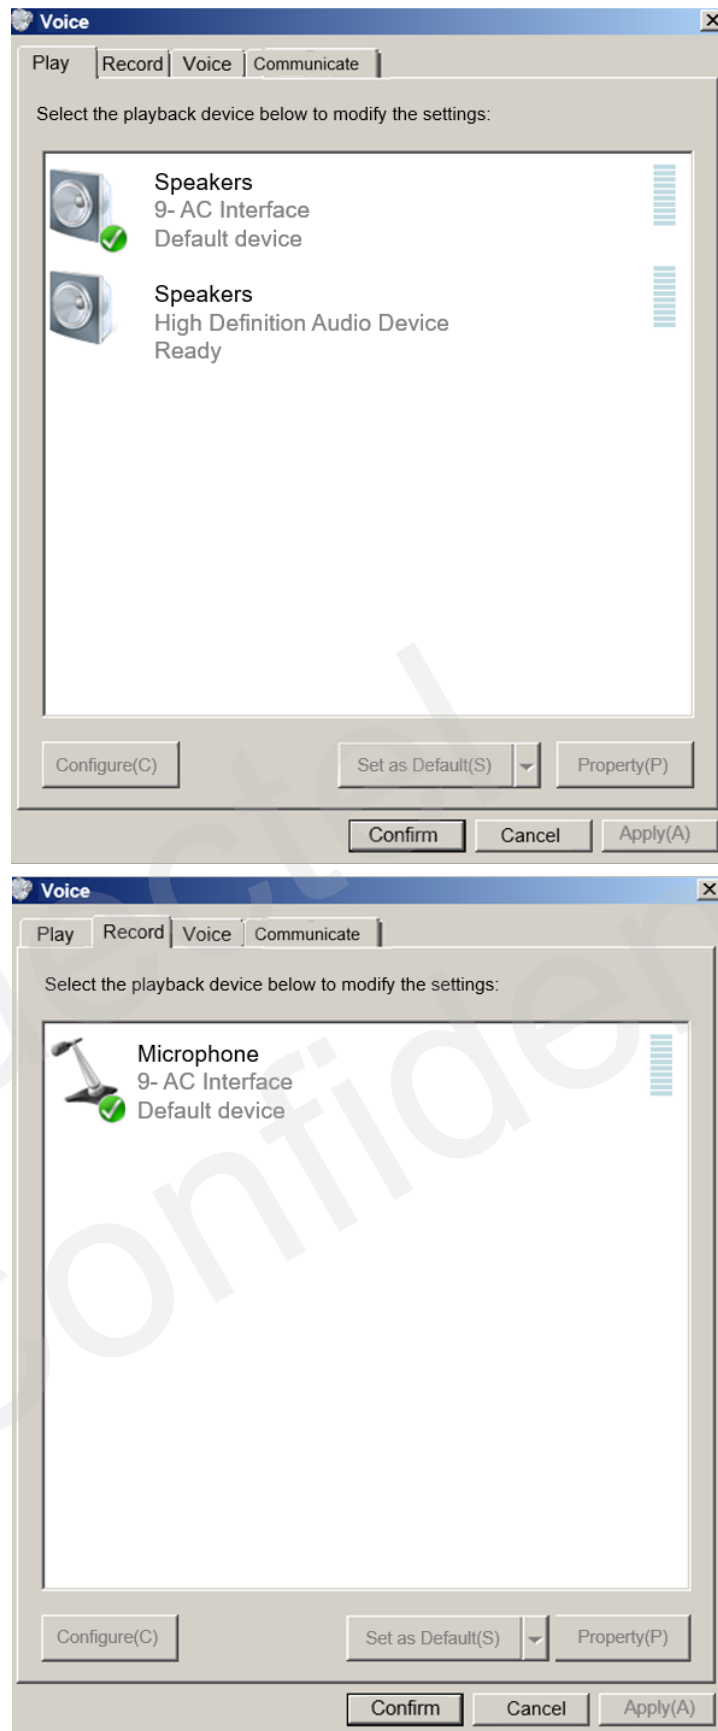 Voice
Play Record Voice Communicate
Select the playback device below to modify the settings:
Speakers
9- AC Interface
Default device
Speakers
High Definition Audio Device
Ready
Configure(C) Set as Default(S) Property(P)
Confirm Cancel Apply(A)
Voice
Play Record Voice Communicate
Select the playback device below to modify the settings:
Microphone
9- AC Interface
Default device
Configure(C) Set as Default(S) Property(P)
Confirm Cancel Apply(A)